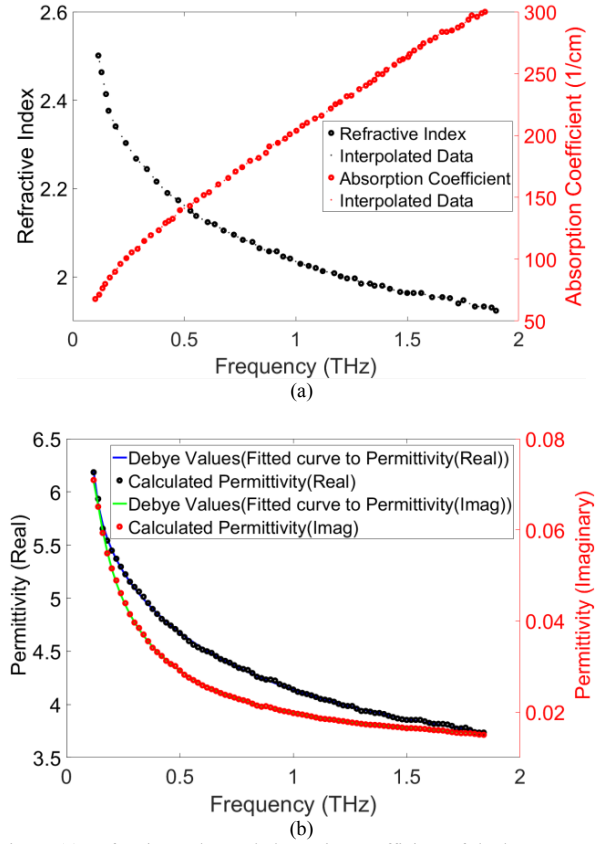 2.6
2.4
2.2
2
Refractive Index
300
250
200
150
100
50
Absorption Coefficient (1/cm)
Refractive Index
Interpolated Data
Absorption Coefficient
Interpolated Data
0
0.5
1
1.5
2
Frequency (THz)
(a)
6.5
6
5.5
5
4.5
4
3.5
Permittivity (Real)
0.08
0.06
0.04
0.02
Permittivity (Imaginary)
Debye Values(Fitted curve to Permittivity(Real))
Calculated Permittivity(Real)
Debye Values(Fitted curve to Permittivity(Imag))
Calculated Permittivity(Imag)
0
0.5
1
1.5
2
Frequency (THz)
(b)